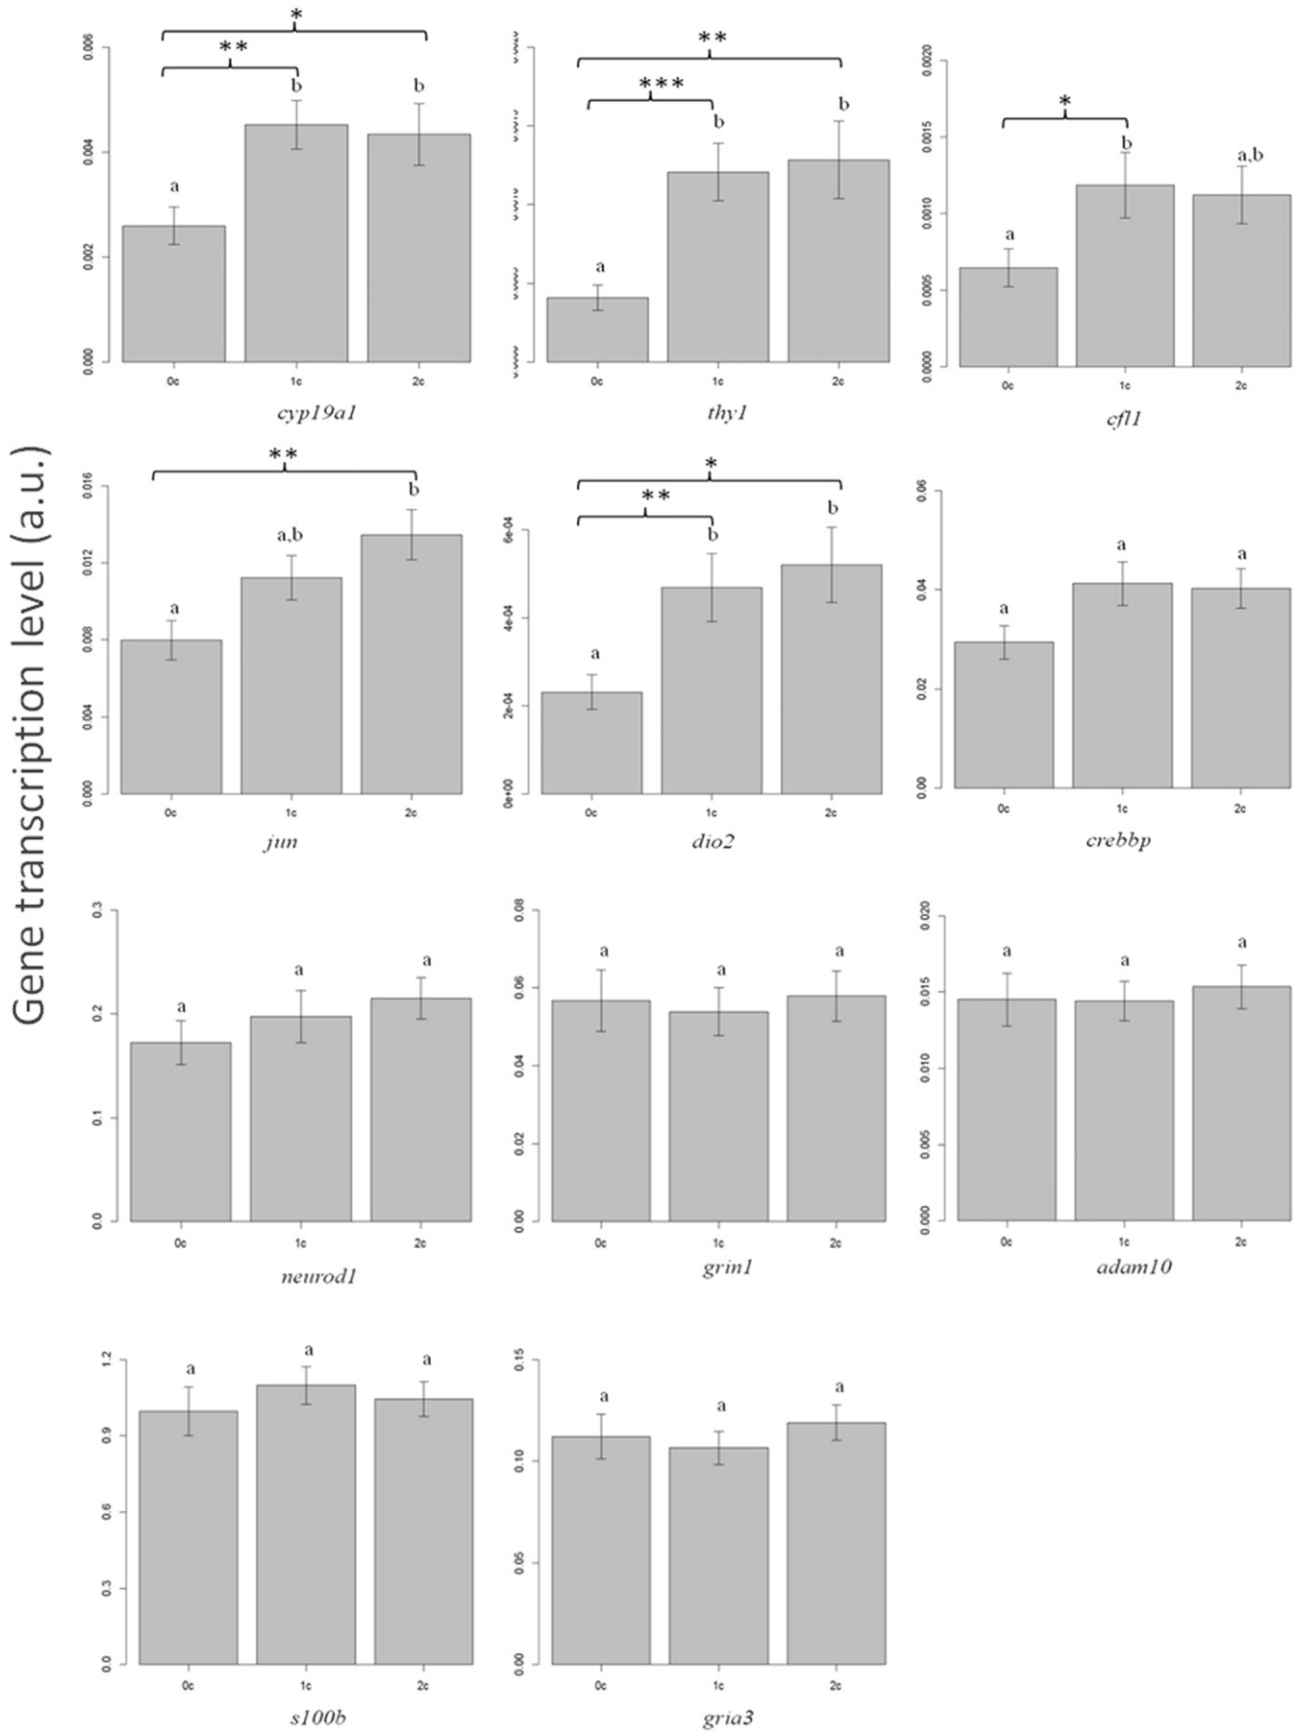 Gene transcription level (a.u.)
*
**
a
b
b
0.006
0.004
0.002
0.000
0c 1c 2c
cyp19a1
**
***
a
b
b
0c 1c 2c
thy1
*
a
b
a,b
0.0020
0.0015
0.0010
0.0005
0.0000
0c 1c 2c
cfl1
**
a
a,b
b
0.016
0.012
0.008
0.004
0.000
0c 1c 2c
jun
*
**
a
b
b
6e-04
4e-04
2e-04
0e+00
0c 1c 2c
dio2
a
a
a
0.06
0.04
0.02
0.00
0c 1c 2c
crebbp
a
a
a
0.3
0.2
0.1
0.0
0c 1c 2c
neurod1
a
a
a
0.08
0.06
0.04
0.02
0.00
0c 1c 2c
grin1
a
a
a
0.020
0.015
0.010
0.005
0.000
0c 1c 2c
adam10
a
a
a
1.2
0.9
0.6
0.3
0.0
0c 1c 2c
s100b
a
a
a
0.15
0.10
0.05
0.00
0c 1c 2c
gria3